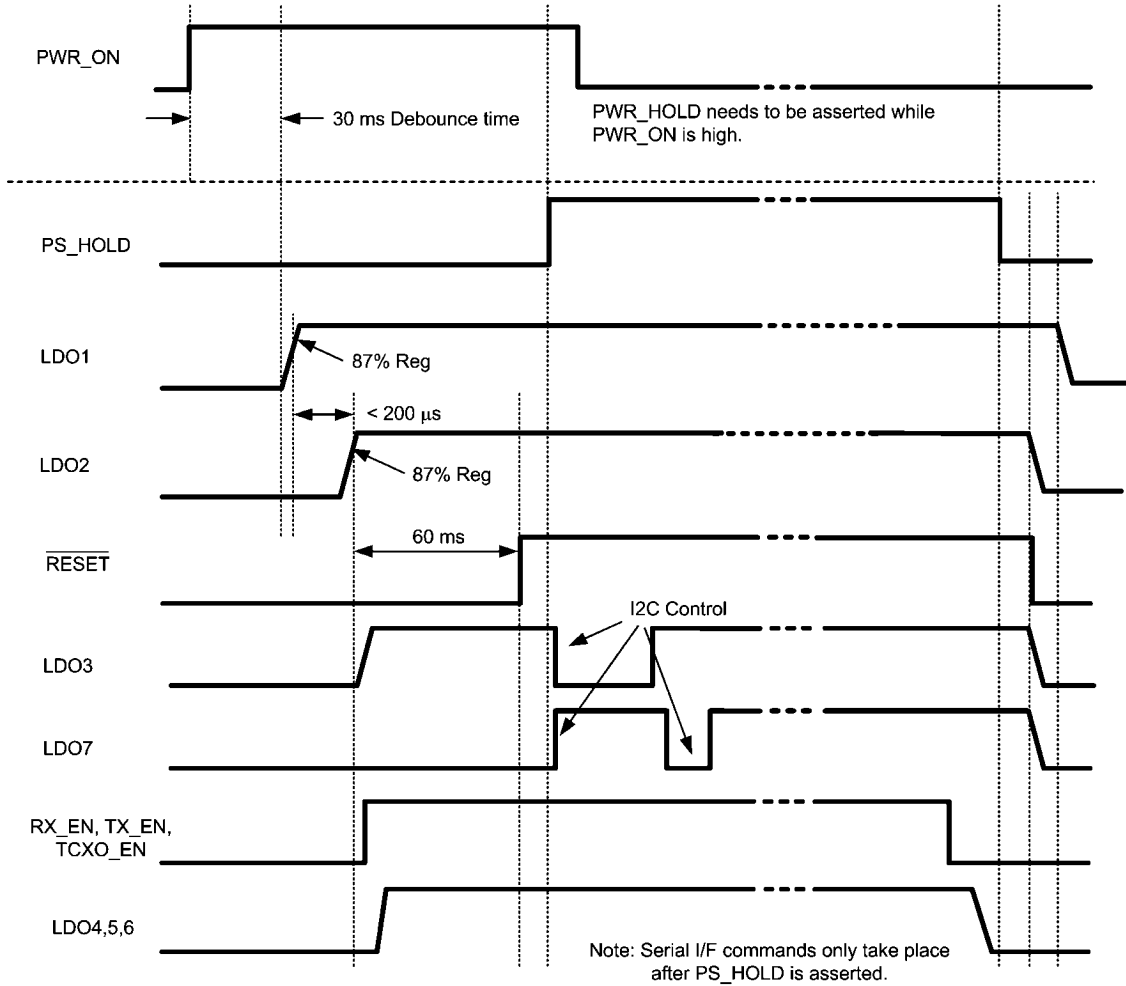 PWR_ON
30 ms Debounce time
PWR_HOLD needs to be asserted while
PWR_ON is high.
PS_HOLD
LDO1
87% Reg
< 200 µs
LDO2
87% Reg
60 ms
RESET
I2C Control
LDO3
LDO7
RX_EN, TX_EN,
TCXO_EN
LDO4,5,6
Note: Serial I/F commands only take place
after PS_HOLD is asserted.